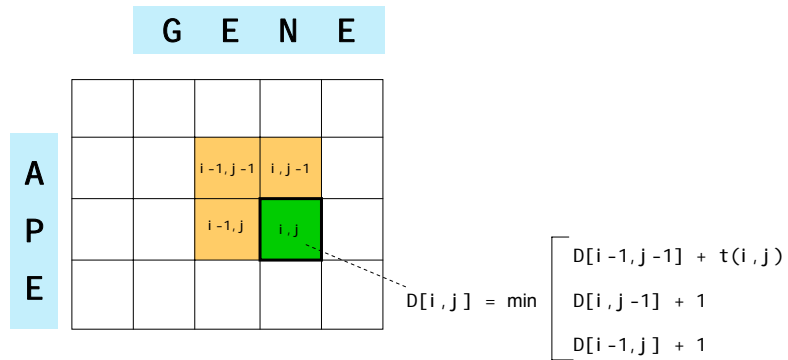 G E N E
A
P
E
i-1,j-1 i,j-1
i-1,j i,j
D[i-1,j-1] + t(i,j)
D[i,j] = min D[i,j-1] + 1
D[i-1,j] + 1